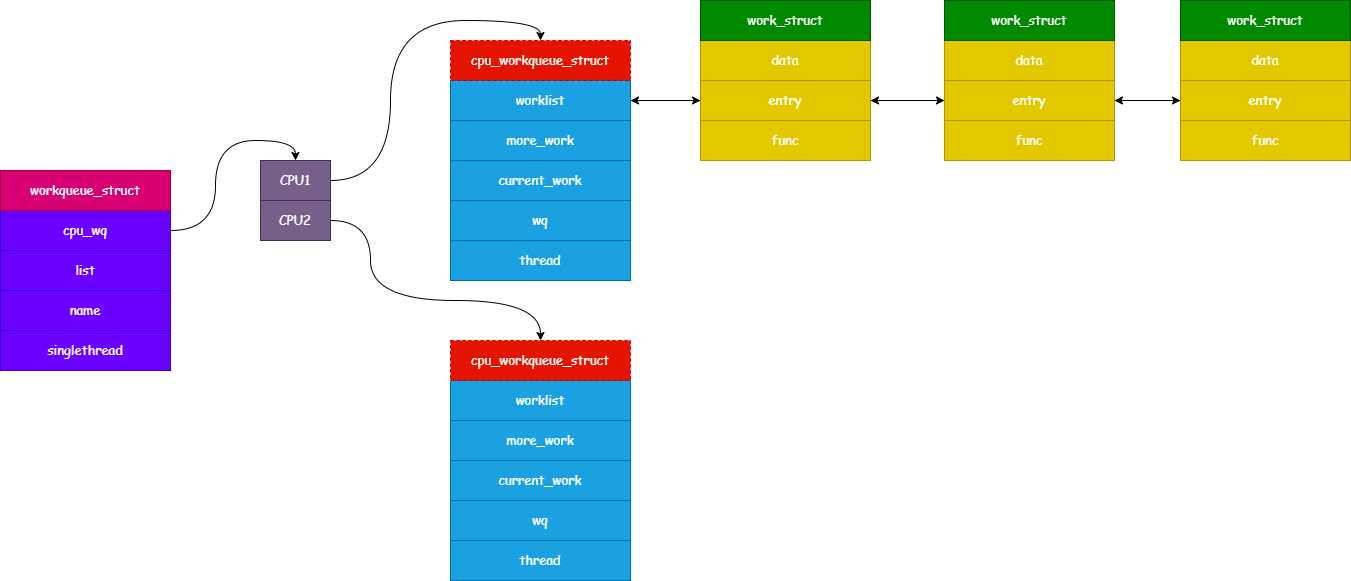 workqueue_struct
cpu_wq
list
name
singlethread
CPU1
CPU2
cpu_workqueue_struct
worklist
more_work
current_work
wq
thread
cpu_workqueue_struct
worklist
more_work
current_work
wq
thread
work_struct
data
entry
func
work_struct
data
entry
func
work_struct
data
entry
func